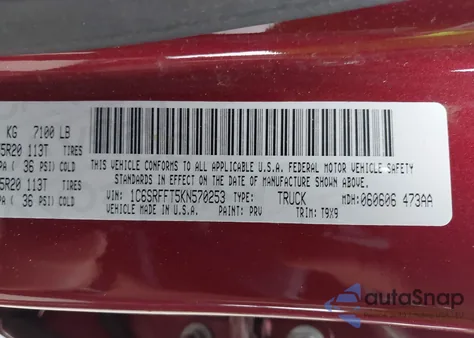 KG 7100 LB
5R20 113T TIRES
PA ( 36 PSI) COLD
5R20 113T TIRES
PA ( 36 PSI) COLD
THIS VEHICLE CONFORMS TO ALL APPLICABLE U.S.A. FEDERAL MOTOR VEHICLE SAFETY
STANDARDS IN EFFECT ON THE DATE OF MANUFACTURE SHOWN ABOVE.
VIN: 1C6SRFFT5KN570253 TYPE: TRUCK MDH: 060606 473AA
MADE IN U.S.A. PAINT: PRV TRIM: T9X9
autoSnap